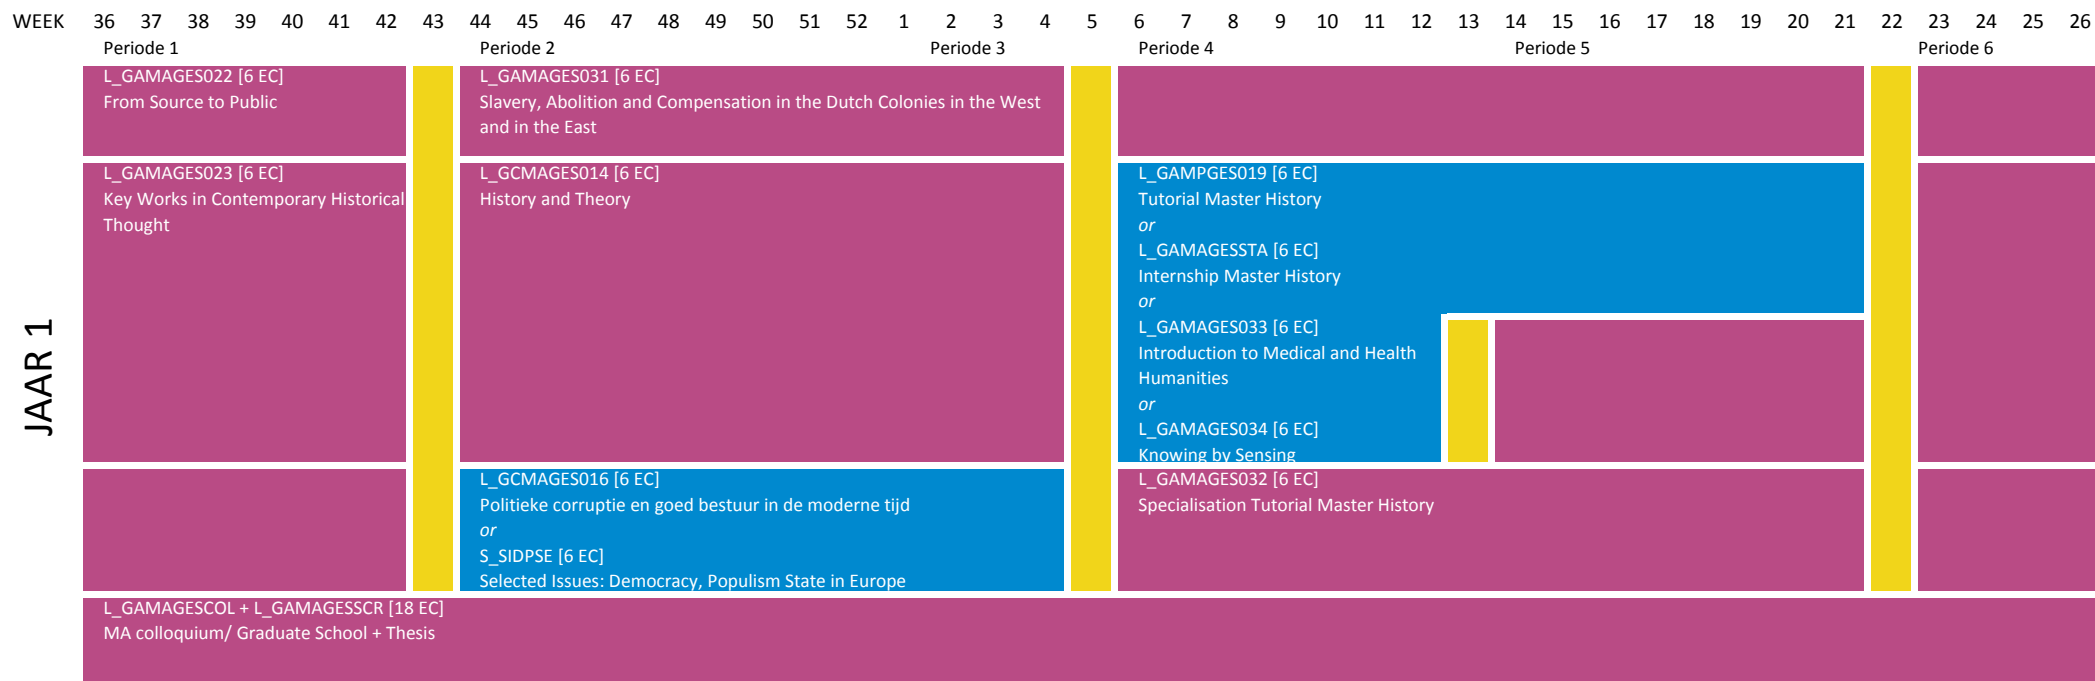 WEEK 36 37 38 39 40 41 42 43 44 45 46 47 48 49 50 51 52 1 2 3 4 5 6 7 8 9 10 11 12 13 14 15 16 17 18 19 20 21 22 23 24 25 26
Periode 1 Periode 2 Periode 3 Periode 4 Periode 5 Periode 6
JAAR 1
L_GAMAGES022 [6 EC]
From Source to Public
L_GAMAGES031 [6 EC]
Slavery, Abolition and Compensation in the Dutch Colonies in the West
and in the East
L_GAMAGES023 [6 EC]
Key Works in Contemporary Historical
Thought
L_GCMAGES014 [6 EC]
History and Theory
L_GAMPGES019 [6 EC]
Tutorial Master History
or
L_GAMAGESSTA [6 EC]
Internship Master History
or
L_GAMAGES033 [6 EC]
Introduction to Medical and Health
Humanities
or
L_GAMAGES034 [6 EC]
Knowing by Sensing
L_GCMAGES016 [6 EC]
Politieke corruptie en goed bestuur in de moderne tijd
or
S_SIDPSE [6 EC]
Selected Issues: Democracy, Populism State in Europe
L_GAMAGES032 [6 EC]
Specialisation Tutorial Master History
L_GAMAGESCOL + L_GAMAGESSCR [18 EC]
MA colloquium/ Graduate School + Thesis